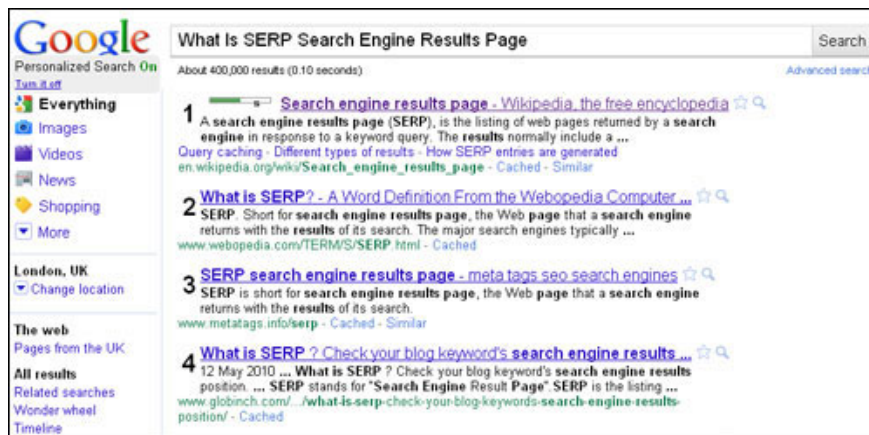 Google
What Is SERP Search Engine Results Page
Search
Personalized Search On
Turn it off
About 400,000 results (0.10 seconds)
Advanced search
Everything
Images
Videos
News
Shopping
More
London, UK
Change location
The web
Pages from the UK
All results
Related searches
Wonder wheel
Timeline
1 Search engine results page - Wikipedia, the free encyclopedia
A search engine results page (SERP), is the listing of web pages returned by a search
engine in response to a keyword query. The results normally include a ...
Query caching - Different types of results - How SERP entries are generated
en.wikipedia.org/wiki/Search_engine_results_page - Cached - Similar
2 What is SERP? - A Word Definition From the Webopedia Computer ...
SERP. Short for search engine results page, the Web page that a search engine
returns with the results of its search. The major search engines typically ...
www.webopedia.com/TERM/S/SERP.html - Cached
3 SERP search engine results page - meta tags seo search engines
SERP is short for search engine results page, the Web page that a search engine
returns with the results of its search.
www.metatags.info/serp - Cached - Similar
4 What is SERP ? Check your blog keyword's search engine results ...
12 May 2010 ... What is SERP ? Check your blog keyword's search engine results
position. ... SERP stands for "Search Engine Result Page".SERP is the listing ...
www.globinch.com/.../what-is-serp-check-your-blog-keywords-search-engine-results-
position/ - Cached